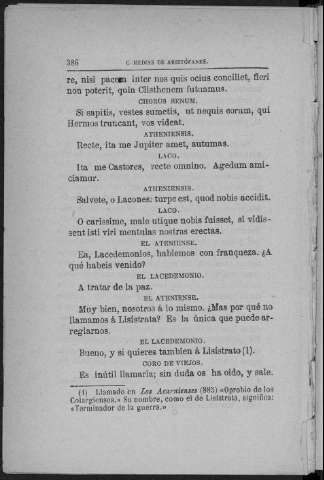 386 COMEDIAS DE ARISTÓFANES.
re, nisi pacem inter nos quis ocius conciliet, fieri
non poterit, quin Clisthenem futuamus.
CHORUS SENUM.
Si sapitis, vestes sumetis, ut nequis eorum, qui
Hermos truncant, vos videat.
ATHENIENSIS.
Recte, ita me Jupiter amet, autumas.
LACO.
Ita me Castores, recte omnino. Agedum ami-
ciamur.
ATHENIENSIS.
Salvete, o Lacones: turpe est, quod nobis accidit.
LACO.
O carissime, male utique nobis fuisset, si vidis-
sent isti viri mentulas nostras erectas.
EL ATENIENSE.
Ea, Lacedemonios, hablemos con franqueza. ¿A
qué habeis venido?
EL LACEDEMONIO.
A tratar de la paz.
EL ATENIENSE.
Muy bien, nosotros á lo mismo. ¿Mas por qué no
llamamos á Lisístrata? Es la única que puede ar-
reglarnos.
EL LACEDEMONIO.
Bueno, y si quieres tambien á Lisístrato (1).
CORO DE VIEJOS.
Es inútil llamarla; sin duda os ha oido, y sale.
(1) Llamado en Los Acarnienses (885) «Oprobio de los
Colargienses.» Su nombre, como el de Lisístrata, significa:
«Terminador de la guerra.»